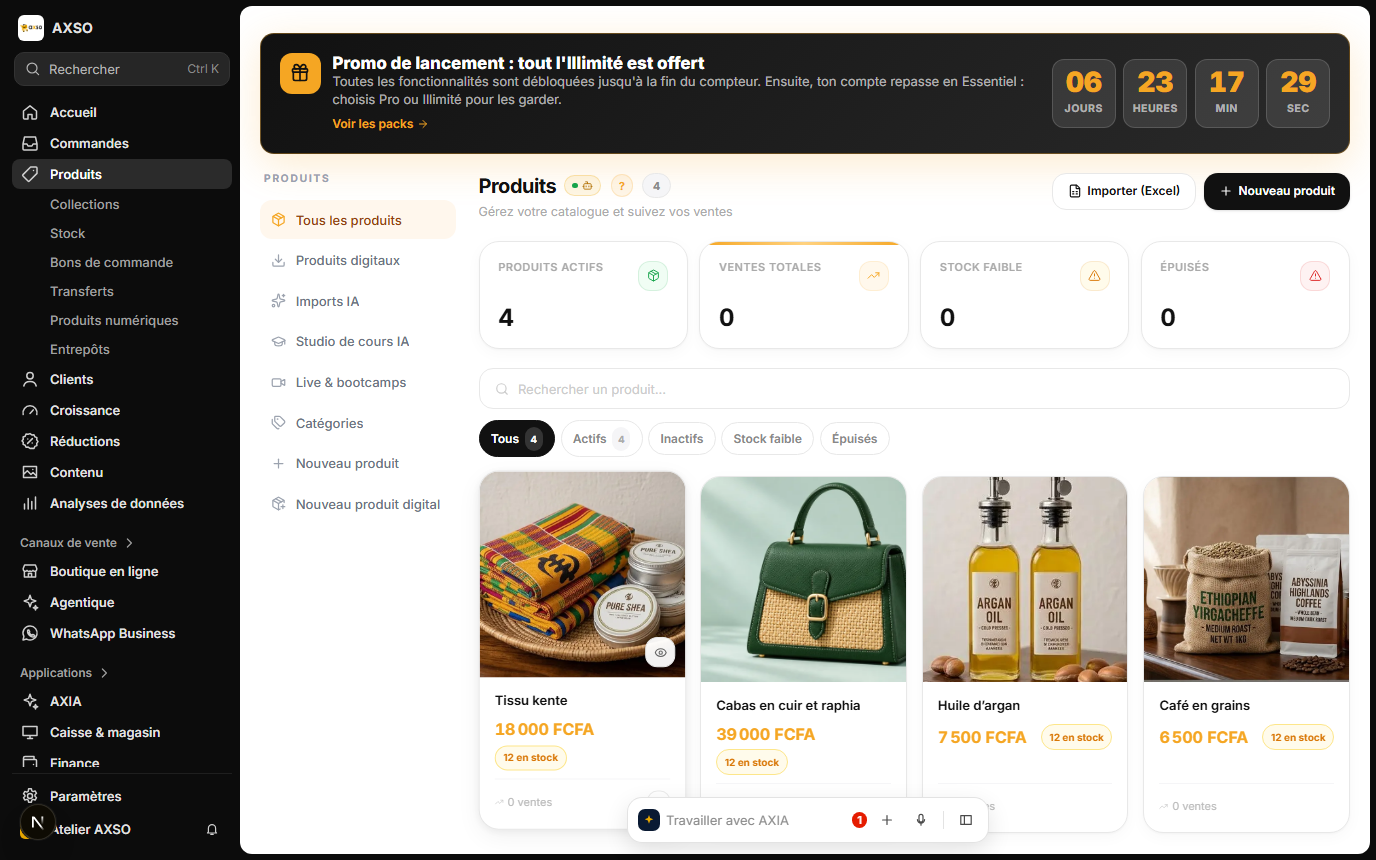 AXSO
Rechercher
Ctrl K
Accueil
Commandes
Produits
Collections
Stock
Bons de commande
Transferts
Produits numériques
Entrepôts
Clients
Croissance
Réductions
Contenu
Analyses de données
Canaux de vente
Boutique en ligne
Agentique
WhatsApp Business
Applications
AXIA
Caisse & magasin
Finance
Paramètres
N
Atelier AXSO
Promo de lancement : tout l'Illimité est offert
Toutes les fonctionnalités sont débloquées jusqu'à la fin du compteur. Ensuite, ton compte repasse en Essentiel :
choisis Pro ou Illimité pour les garder.
Voir les packs →
06 23 17 29
JOURS HEURES MIN SEC
PRODUITS
Tous les produits
Produits digitaux
Imports IA
Studio de cours IA
Live & bootcamps
Catégories
Nouveau produit
Nouveau produit digital
Produits ? 4
Gérez votre catalogue et suivez vos ventes
Importer (Excel)
+ Nouveau produit
PRODUITS ACTIFS
4
VENTES TOTALES
0
STOCK FAIBLE
0
ÉPUISÉS
0
Rechercher un produit...
Tous 4 Actifs 4 Inactifs Stock faible Épuisés
PURE SHEA
PURE SHEA
Tissu kente
18 000 FCFA
12 en stock
0 ventes
Cabas en cuir et raphia
39 000 FCFA
12 en stock
ARGAN OIL
COLD PRESSED
ARGAN OIL
COLD PRESSED
Huile d'argan
7 500 FCFA 12 en stock
ETHIOPIAN
YIRGACHEFFE
- MEDIUM ROAST -
NET WT 1KG
ABYSSINIA
HIGHLANDS
COFFEE
Café en grains
6 500 FCFA 12 en stock
0 ventes
Travailler avec AXIA
1